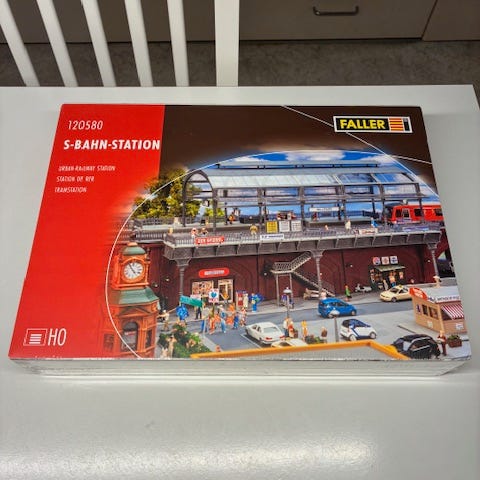 120580
S-BAHN-STATION
URBAN-RAILWAY STATION
STATION DE RER
TRAMSTATION
FALLER
H0